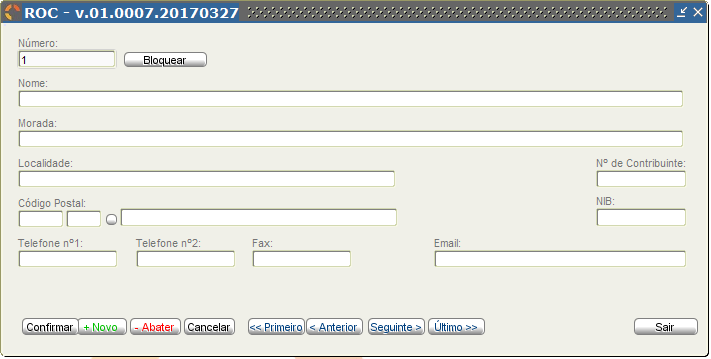 ROC - v.01.0007.20170327
Número:
1 Bloquear
Nome:
Morada:
Localidade: Nº de Contribuinte:
Código Postal: NIB:
Telefone nº1: Telefone nº2: Fax: Email:
Confirmar + Novo - Abater Cancelar << Primeiro < Anterior Seguinte > Último >> Sair